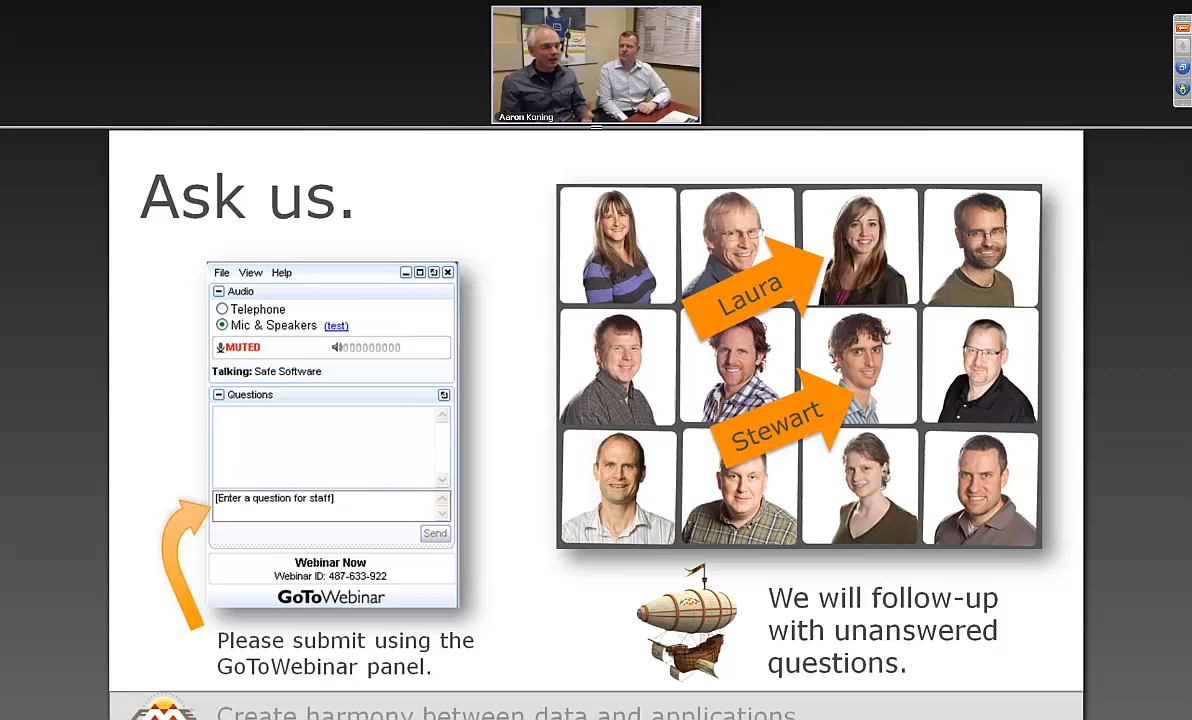 Aaron Koning
Ask us.
File View Help
Audio
Telephone
Mic & Speakers (test)
MUTED
Talking: Safe Software
Questions
[Enter a question for staff]
Send
Webinar Now
Webinar ID: 487-633-922
GoToWebinar
Please submit using the
GoToWebinar panel.
Laura
Stewart
We will follow-up
with unanswered
questions.
FME
Create harmony between data and applications